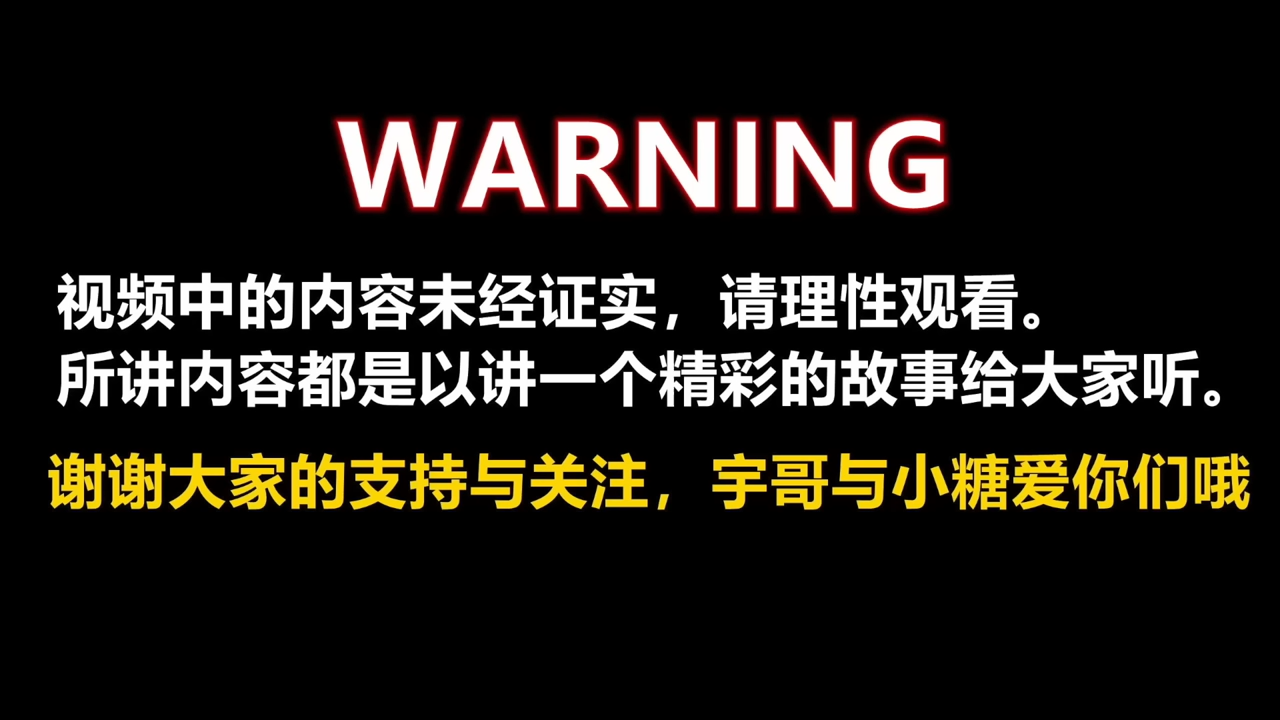 WARNING
视频中的内容未经证实，请理性观看。
所讲内容都是以讲一个精彩的故事给大家听。
谢谢大家的支持与关注，宇哥与小糖爱你们哦